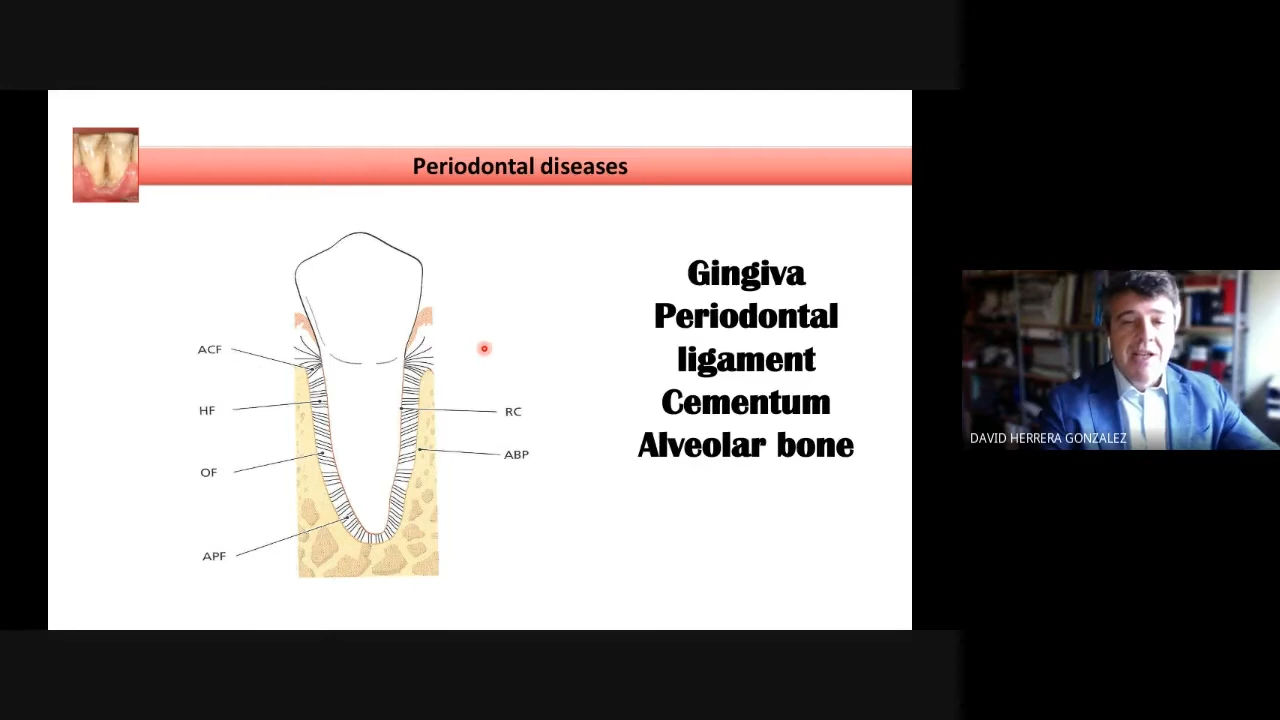 Periodontal diseases
Gingiva
Periodontal
ligament
Cementum
Alveolar bone
ACF
HF
OF
APF
RC
ABP
DAVID HERRERA GONZALEZ